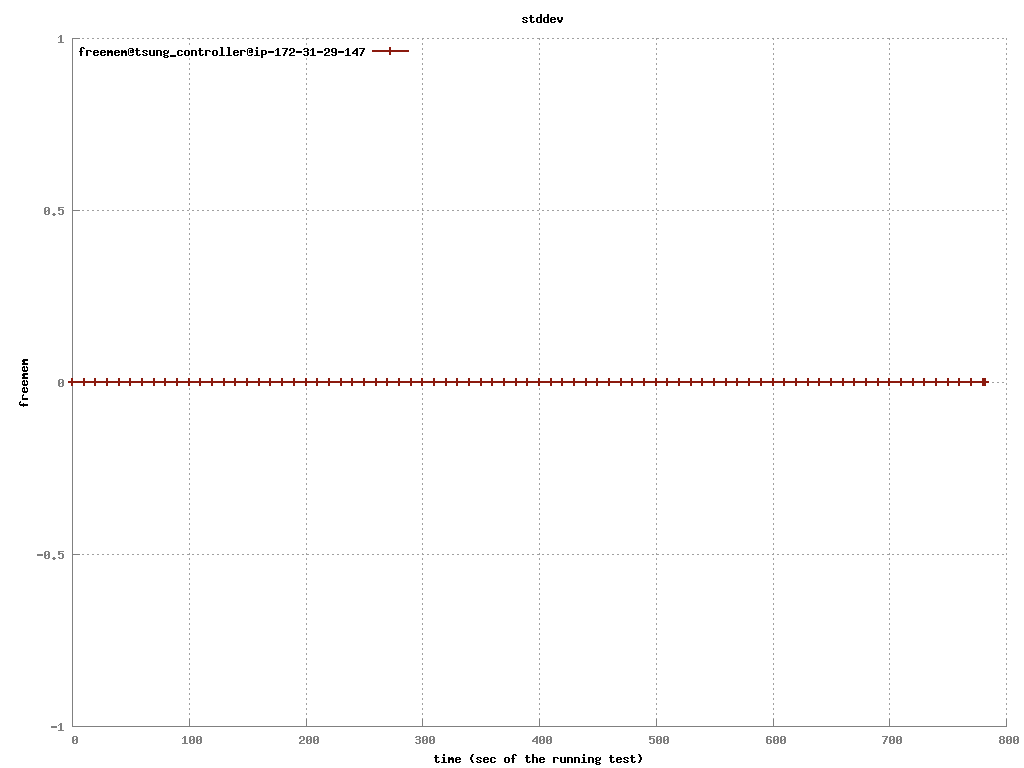 stddev
1
freemem@tsung_controller@ip-172-31-29-147
0.5
freemem
0
-0.5
-1
0 100 200 300 400 500 600 700 800
time (sec of the running test)